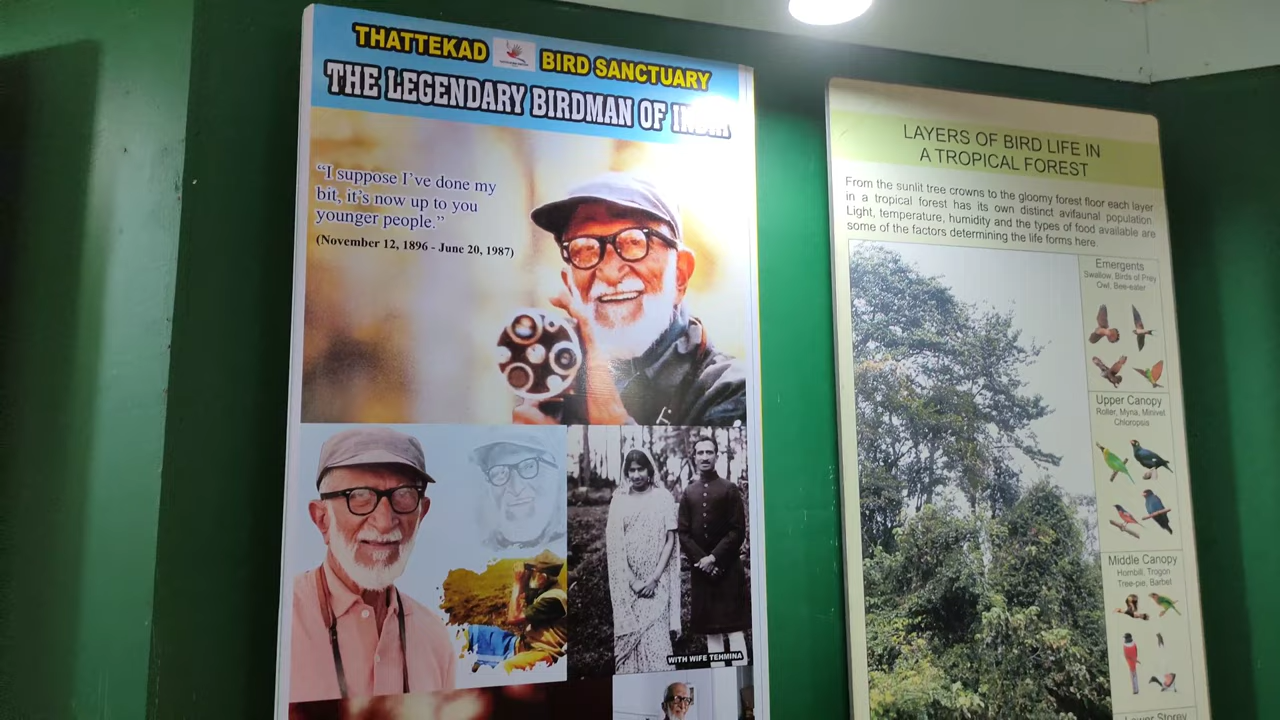 THATTEKAD BIRD SANCTUARY
THE LEGENDARY BIRDMAN OF INDIA
“I suppose I’ve done my
bit, it’s now up to you
younger people.”
(November 12, 1896 - June 20, 1987)
WITH WIFE TEHMINA
LAYERS OF BIRD LIFE IN
A TROPICAL FOREST
From the sunlit tree crowns to the gloomy forest floor each layer
in a tropical forest has its own distinct avifaunal population.
Light, temperature, humidity and the types of food available are
some of the factors determining the life forms here.
Emergents
Swallow, Birds of Prey
Owl, Bee-eater
Upper Canopy
Roller, Myna, Minivet
Chloropsis
Middle Canopy
Hornbill, Trogon
Tree-pie, Barbet
Storey